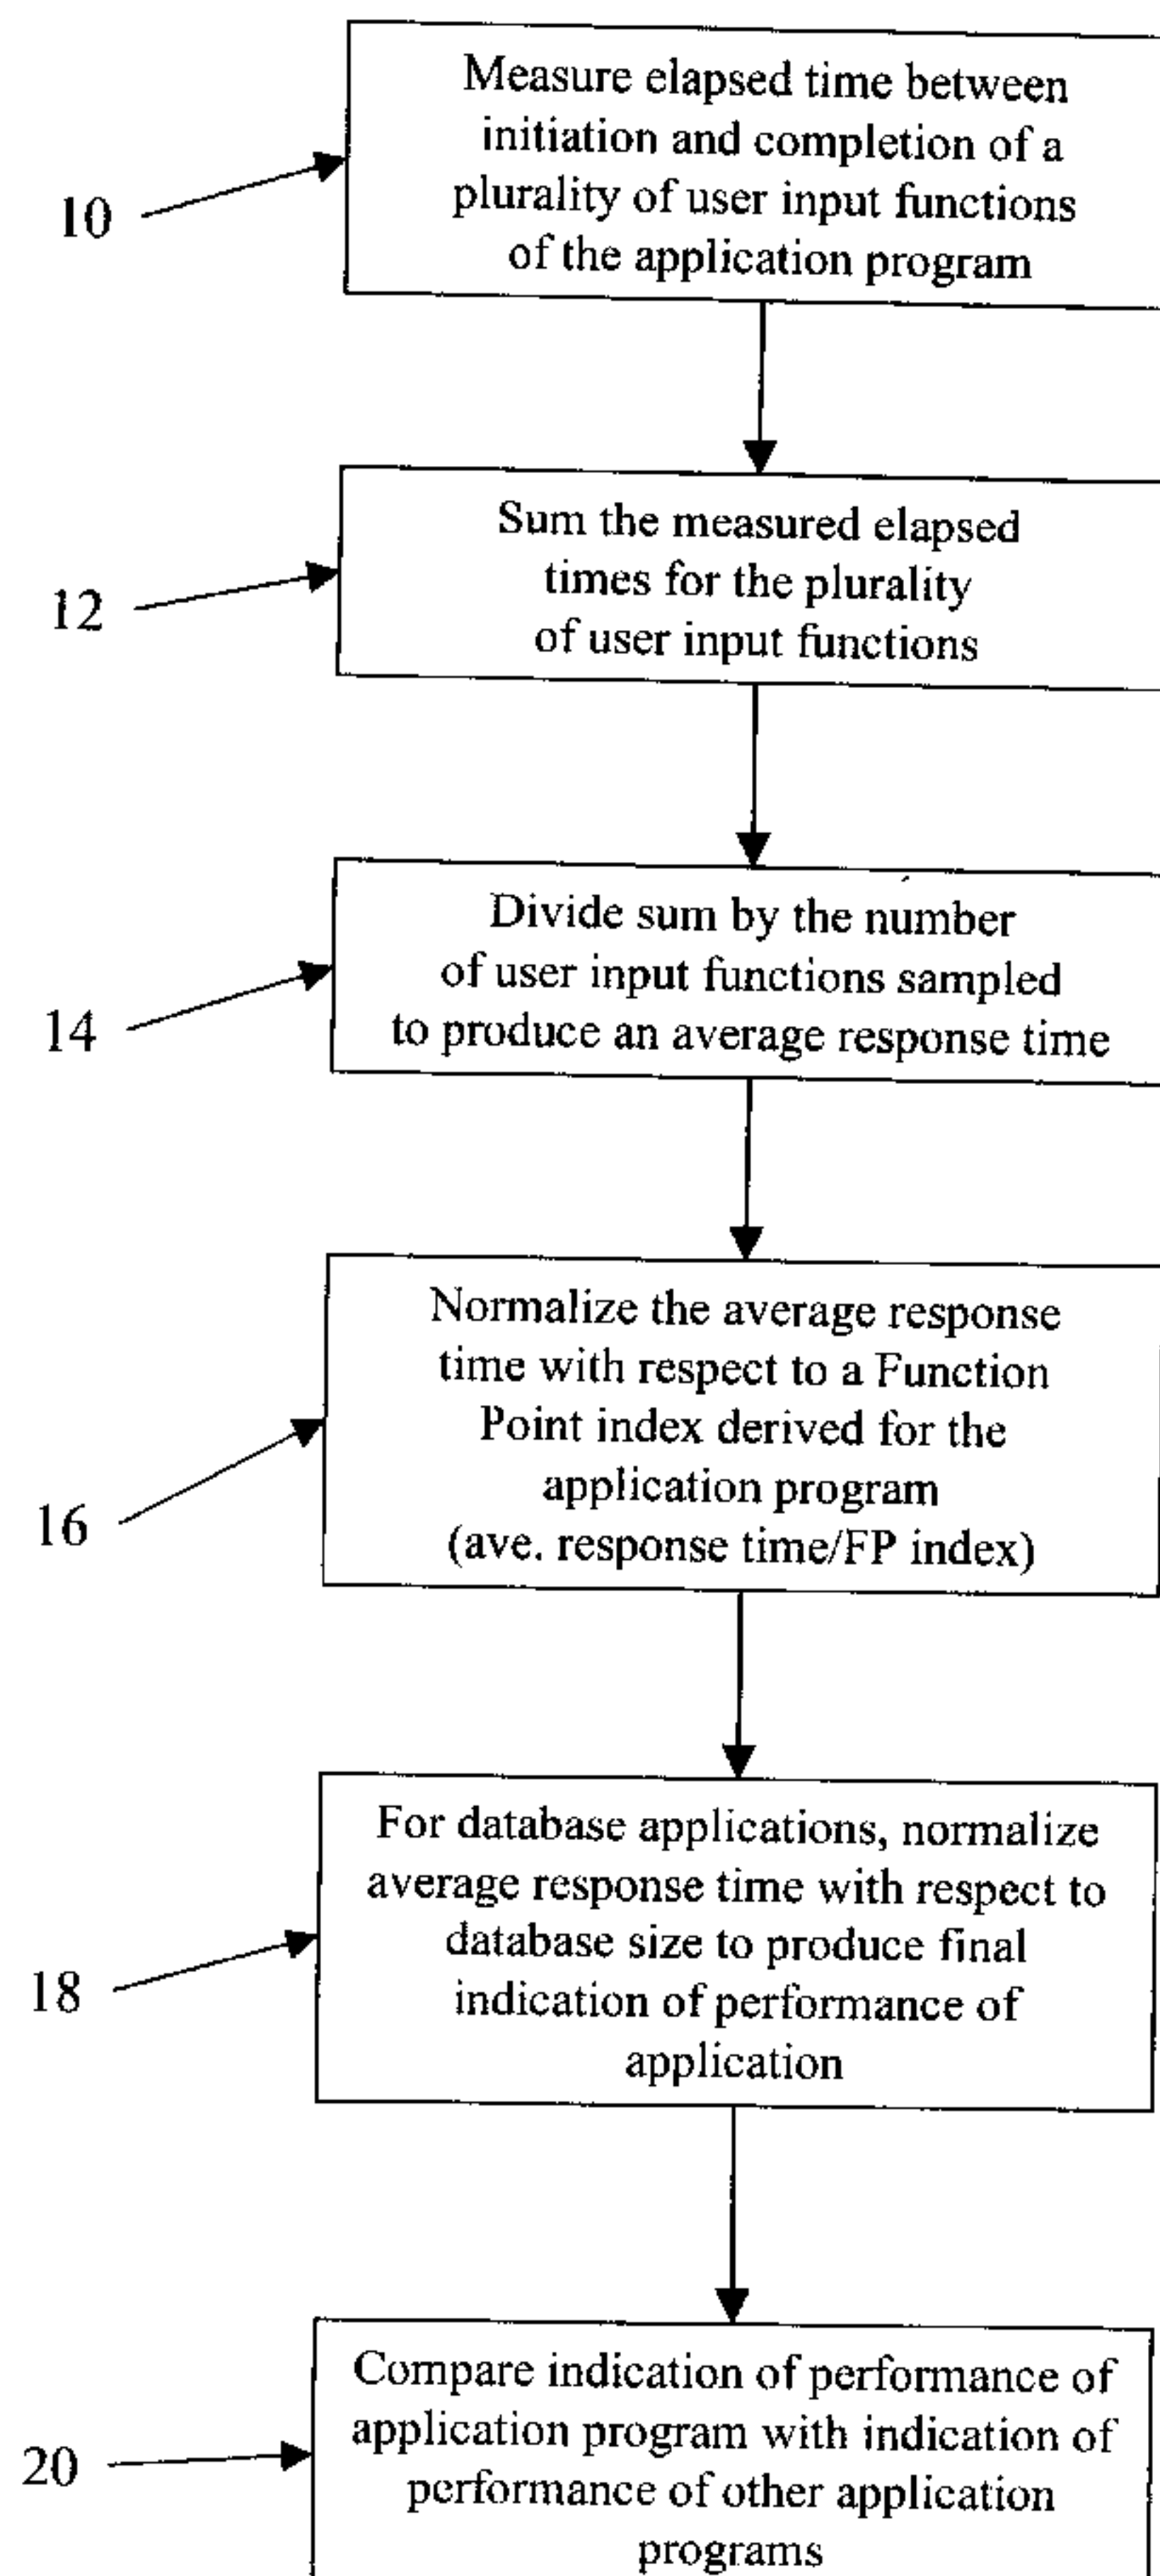 Measure elapsed time between
initiation and completion of a
plurality of user input functions
of the application program
10
Sum the measured elapsed
times for the plurality
of user input functions
12
Divide sum by the number
of user input functions sampled
to produce an average response time
14
Normalize the average response
time with respect to a Function
Point index derived for the
application program
(ave. response time/FP index)
16
For database applications, normalize
average response time with respect to
database size to produce final
indication of performance of
application
18
Compare indication of performance of
application program with indication of
performance of other application
programs
20